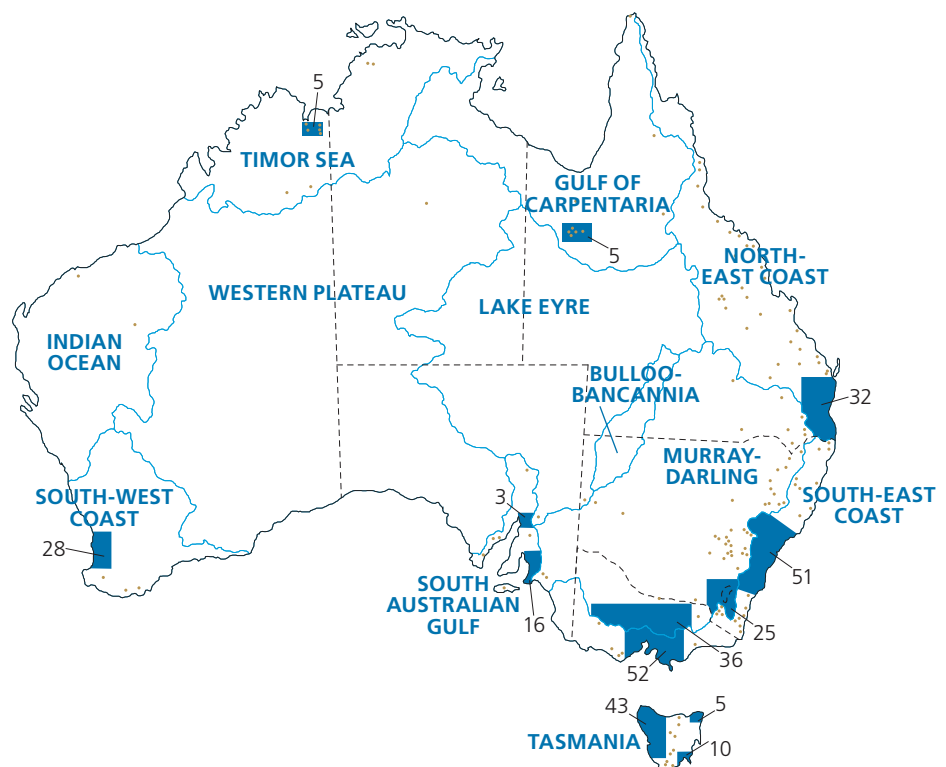 5
TIMOR SEA
GULF OF
CARPENTARIA
5
NORTH-
EAST COAST
WESTERN PLATEAU
LAKE EYRE
INDIAN
OCEAN
BULLOO-
BANCANNIA
32
MURRAY-
DARLING
SOUTH-WEST
COAST
3
SOUTH-EAST
COAST
28
51
SOUTH
AUSTRALIAN
GULF
16
25
36
52
43
5
TASMANIA
10